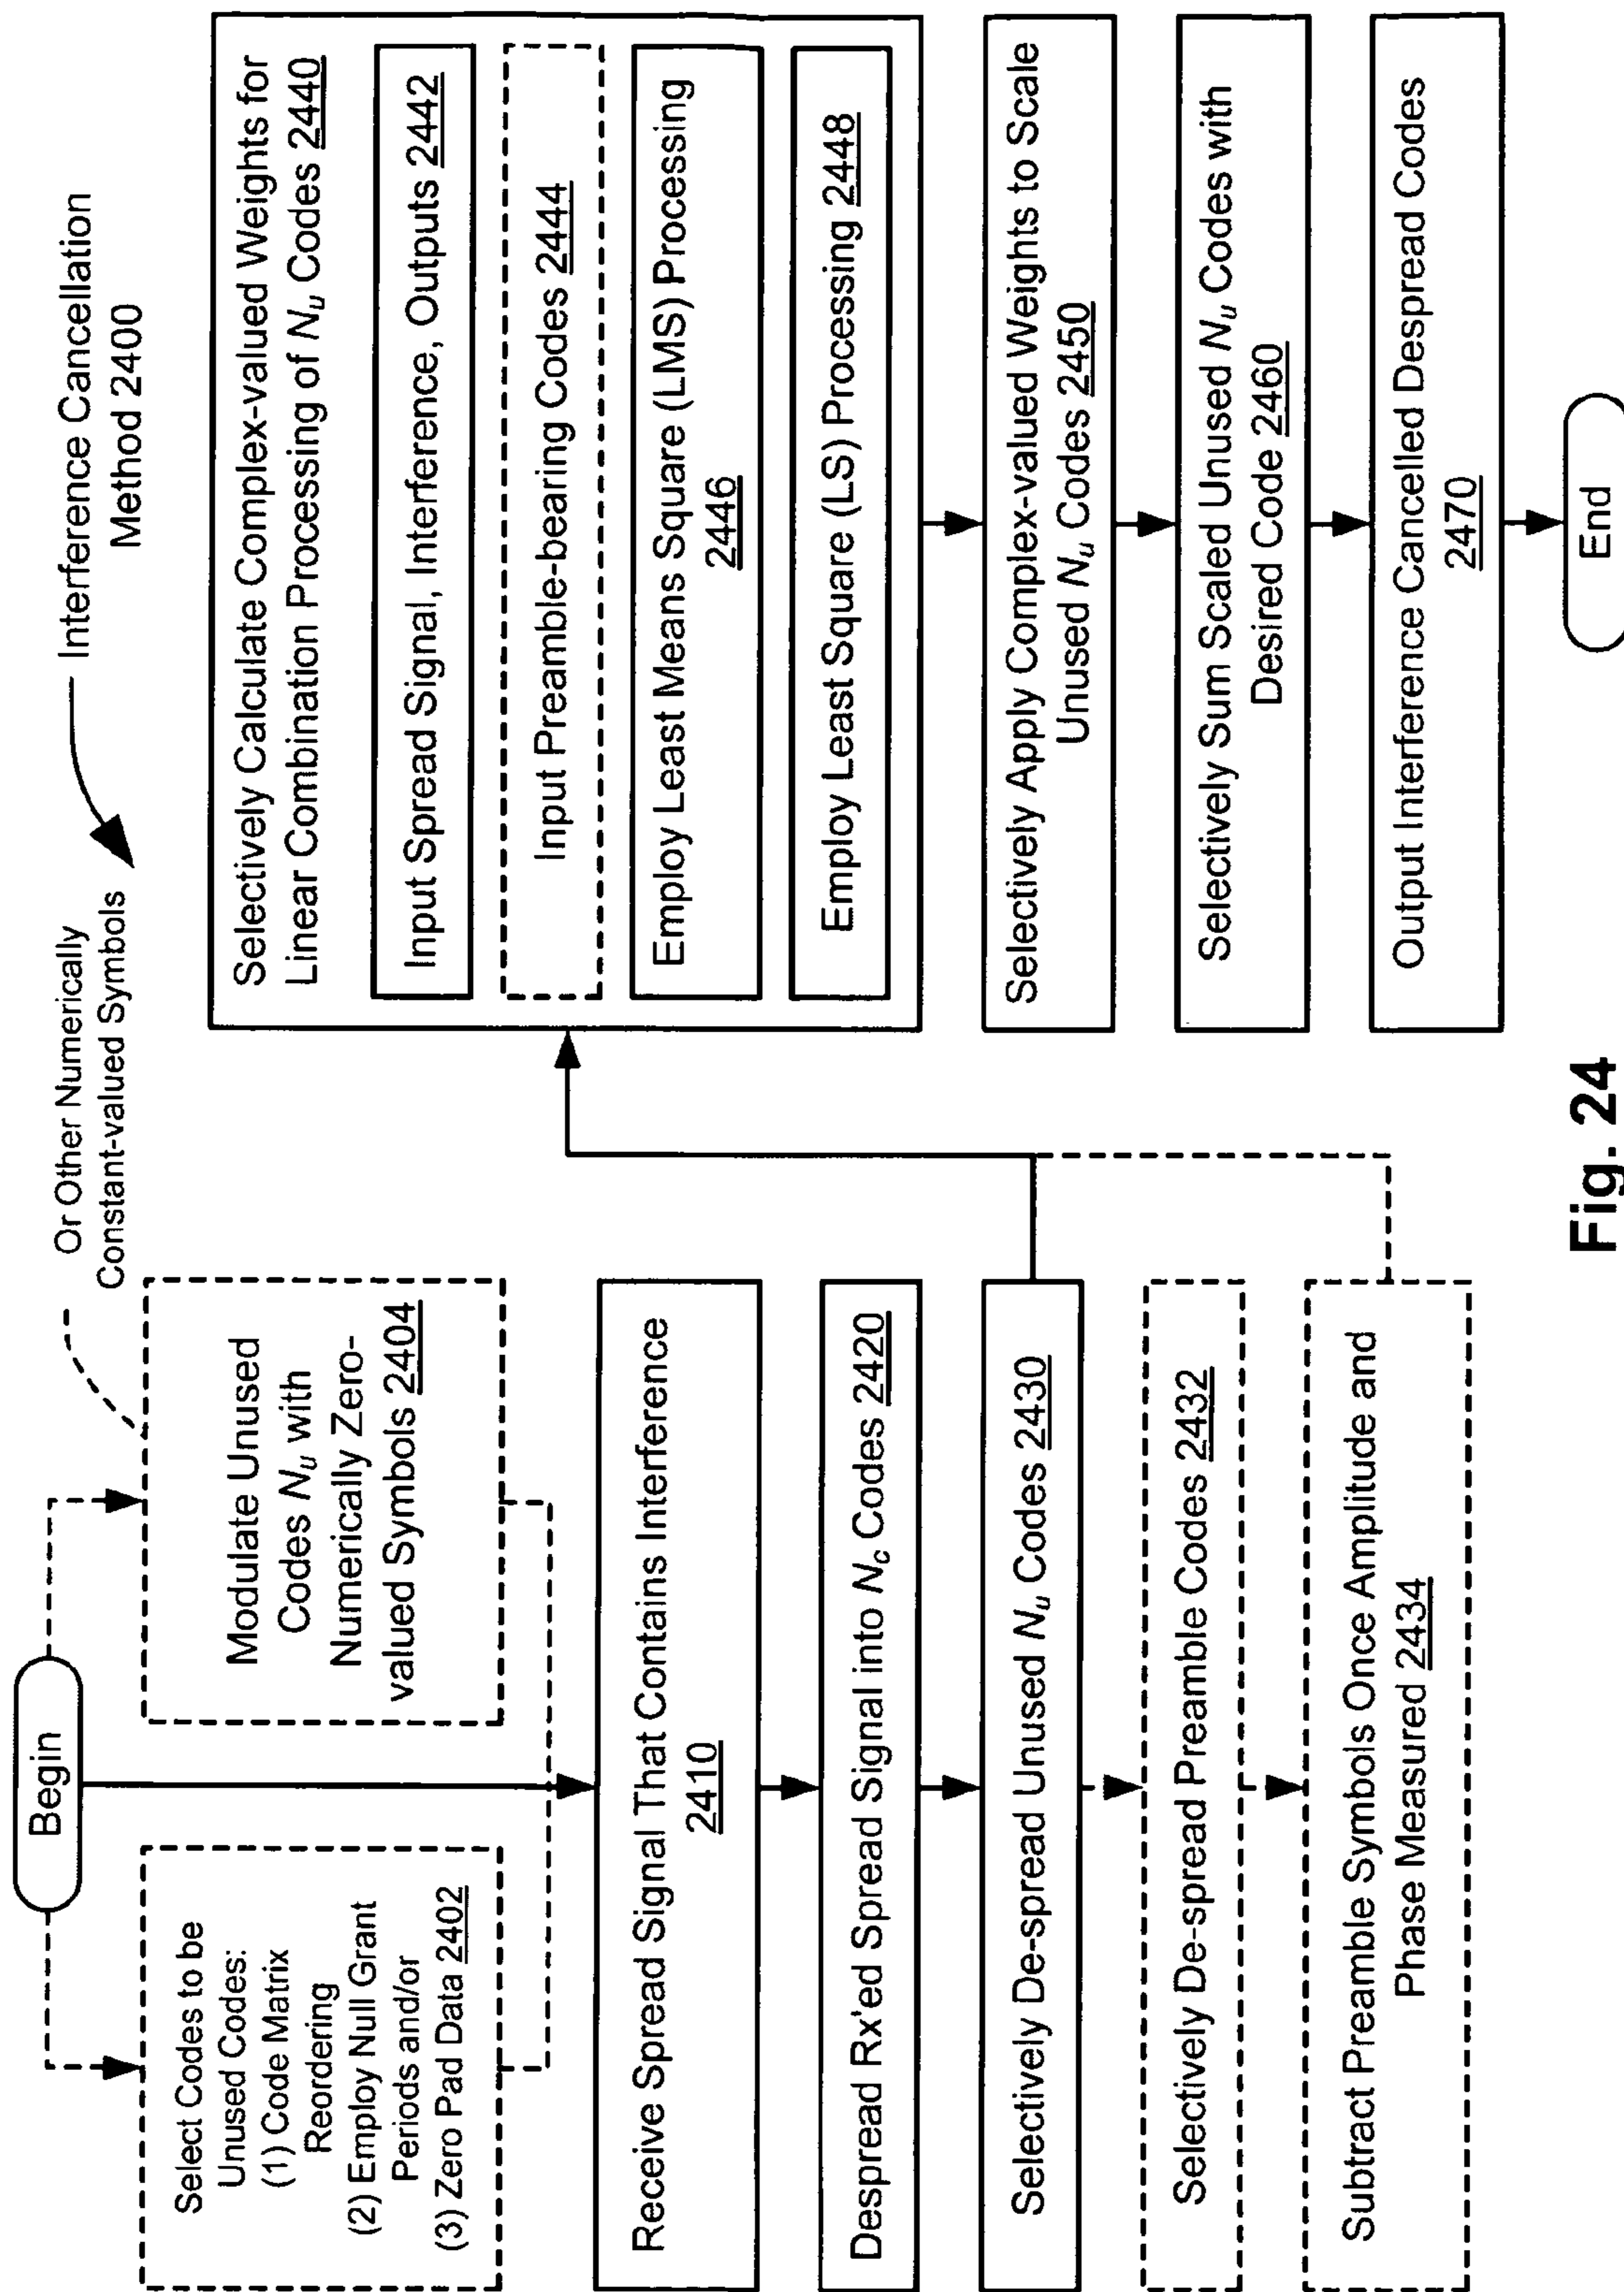 Interference Cancellation
Method 2400
Begin
Select Codes to be
Unused Codes:
(1) Code Matrix
Reordering
(2) Employ Null Grant
Periods and/or
(3) Zero Pad Data 2402
Modulate Unused
Codes Nu with
Numerically Zero-
valued Symbols 2404
Or Other Numerically
Constant-valued Symbols
Receive Spread Signal That Contains Interference
2410
Despread Rx'ed Spread Signal into Nc Codes 2420
Selectively De-spread Unused Nu Codes 2430
Selectively De-spread Preamble Codes 2432
Subtract Preamble Symbols Once Amplitude and
Phase Measured 2434
Selectively Calculate Complex-valued Weights for
Linear Combination Processing of Nu Codes 2440
Input Spread Signal, Interference, Outputs 2442
Input Preamble-bearing Codes 2444
Employ Least Means Square (LMS) Processing
2446
Employ Least Square (LS) Processing 2448
Selectively Apply Complex-valued Weights to Scale
Unused Nu Codes 2450
Selectively Sum Scaled Unused Nu Codes with
Desired Code 2460
Output Interference Cancelled Despread Codes
2470
End
Fig. 24